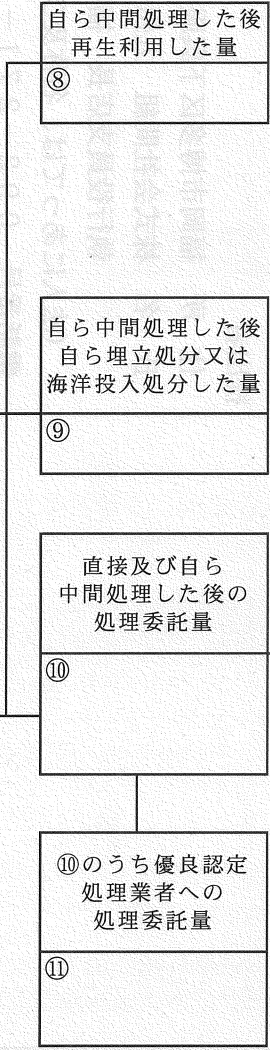 自ら中間処理した後
再生利用した量
⑧
自ら中間処理した後
自ら埋立処分又は
海洋投入処分した量
⑨
直接及び自ら
中間処理した後の
処理委託量
⑩
⑩のうち優良認定
処理業者への
処理委託量
⑪